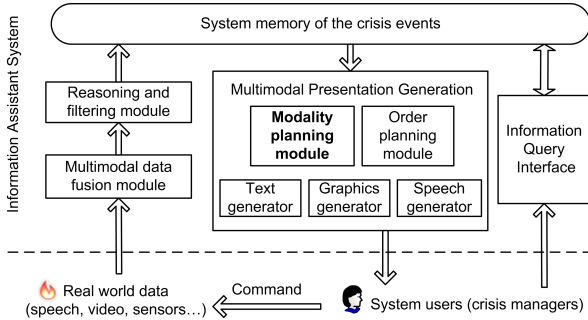 Information Assistant System
System memory of the crisis events
Reasoning and
filtering module
Multimodal data
fusion module
Multimodal Presentation Generation
Modality
planning
module
Order
planning
module
Text
generator
Graphics
generator
Speech
generator
Information
Query
Interface
Real world data
(speech, video, sensors…)
Command
System users (crisis managers)